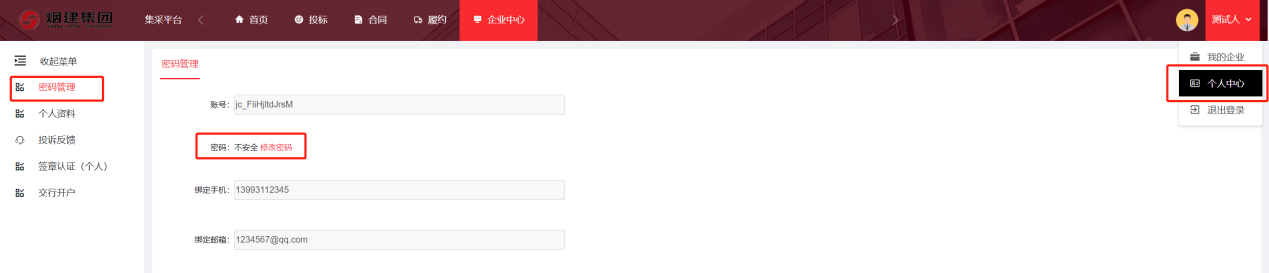 烟建集团 集采平台 首页 投标 合同 履约 企业中心 测试人
收起菜单 密码管理 我的企业
密码管理 个人中心
个人资料 账号: jc_FliHjltdJrsM 退出登录
投诉反馈 密码: 不安全 修改密码
签章认证（个人）
交行开户 绑定手机: 13993112345
绑定邮箱: 1234567@qq.com